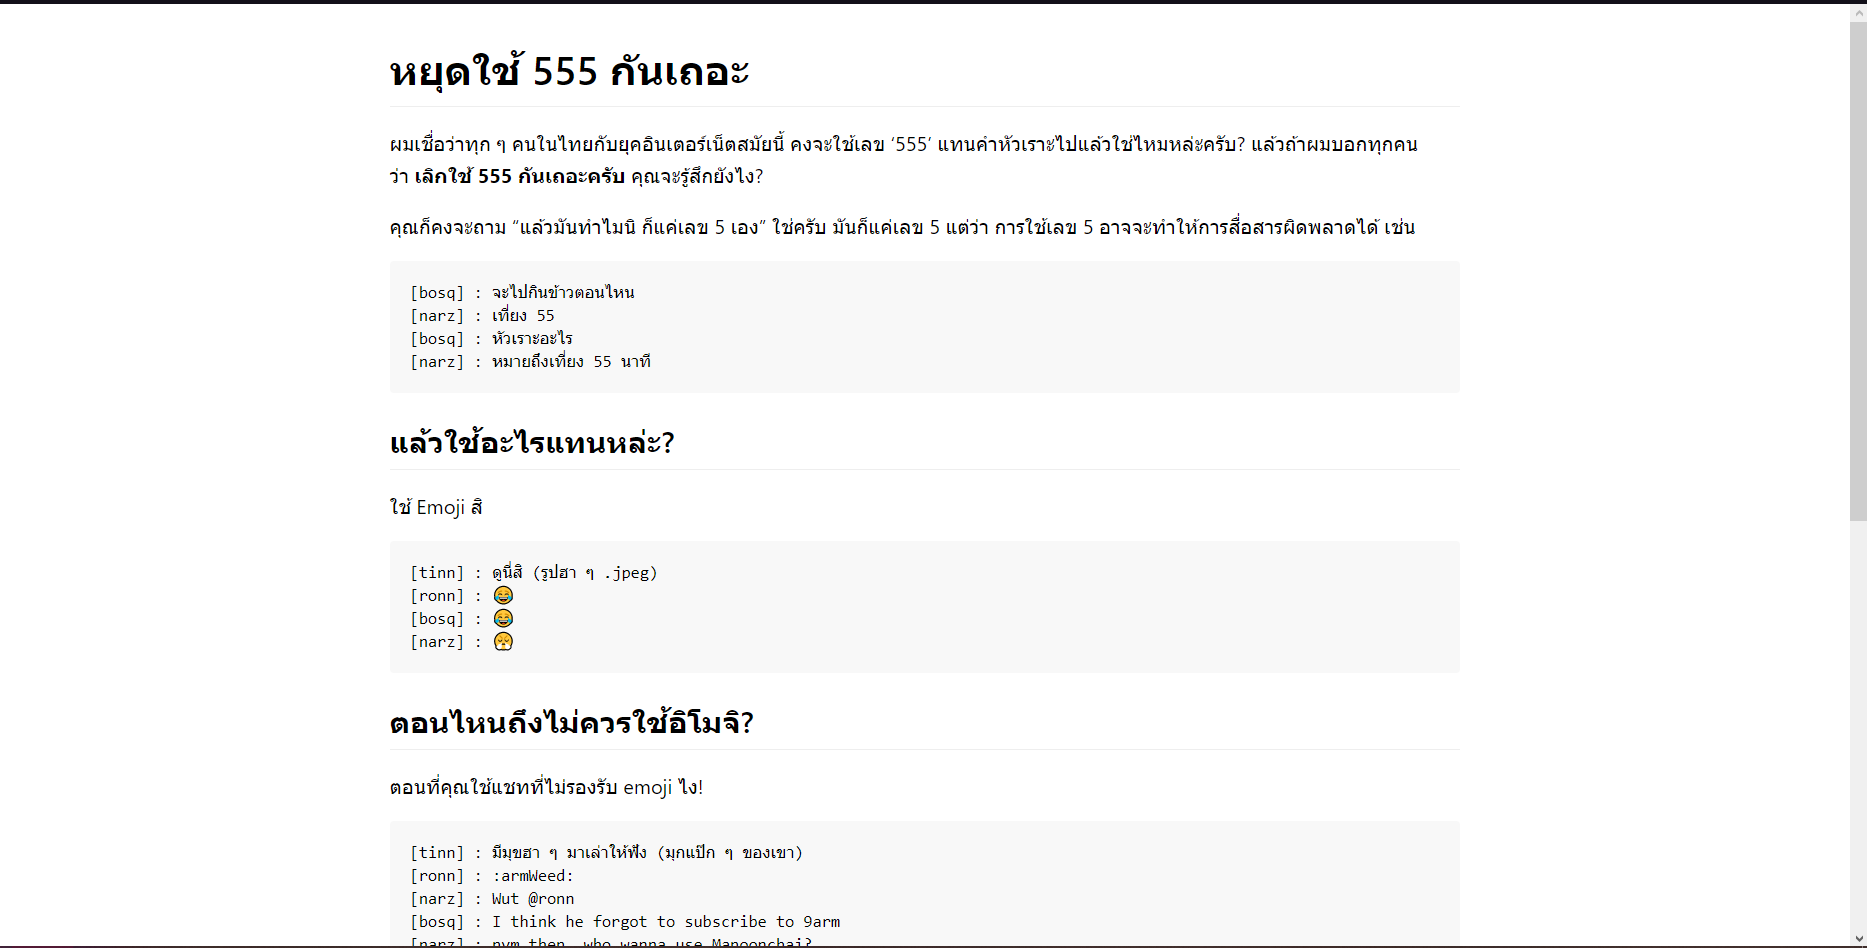 หยุดใช้ 555 กันเถอะ
ผมเชื่อว่าทุก ๆ คนในไทยกับยุคอินเตอร์เน็ตสมัยนี้ คงจะใช้เลข ‘555’ แทนคำหัวเราะไปแล้วใช่ไหมหล่ะครับ? แล้วถ้าผมบอกทุกคน
ว่า เลิกใช้ 555 กันเถอะครับ คุณจะรู้สึกยังไง?
คุณก็คงจะถาม “แล้วมันทำไมนิ ก็แค่เลข 5 เอง” ใช่ครับ มันก็แค่เลข 5 แต่ว่า การใช้เลข 5 อาจจะทำให้การสื่อสารผิดพลาดได้ เช่น
[bosq] : จะไปกินข้าวตอนไหน
[narz] : เที่ยง 55
[bosq] : หัวเราะอะไร
[narz] : หมายถึงเที่ยง 55 นาที
แล้วใช้อะไรแทนหล่ะ?
ใช้ Emoji สิ
[tinn] : ดูนี่สิ (รูปฮา ๆ .jpeg)
[ronn] : 😂
[bosq] : 😂
[narz] : 😤
ตอนไหนถึงไม่ควรใช้อิโมจิ?
ตอนที่คุณใช้แชทที่ไม่รองรับ emoji ไง!
[tinn] : มีมุขฮา ๆ มาเล่าให้ฟัง (มุกแป๊ก ๆ ของเขา)
[ronn] : :armWeed:
[narz] : Wut @ronn
[bosq] : I think he forgot to subscribe to 9arm
[narz] : nvm then, who wanna use Manoonchai?